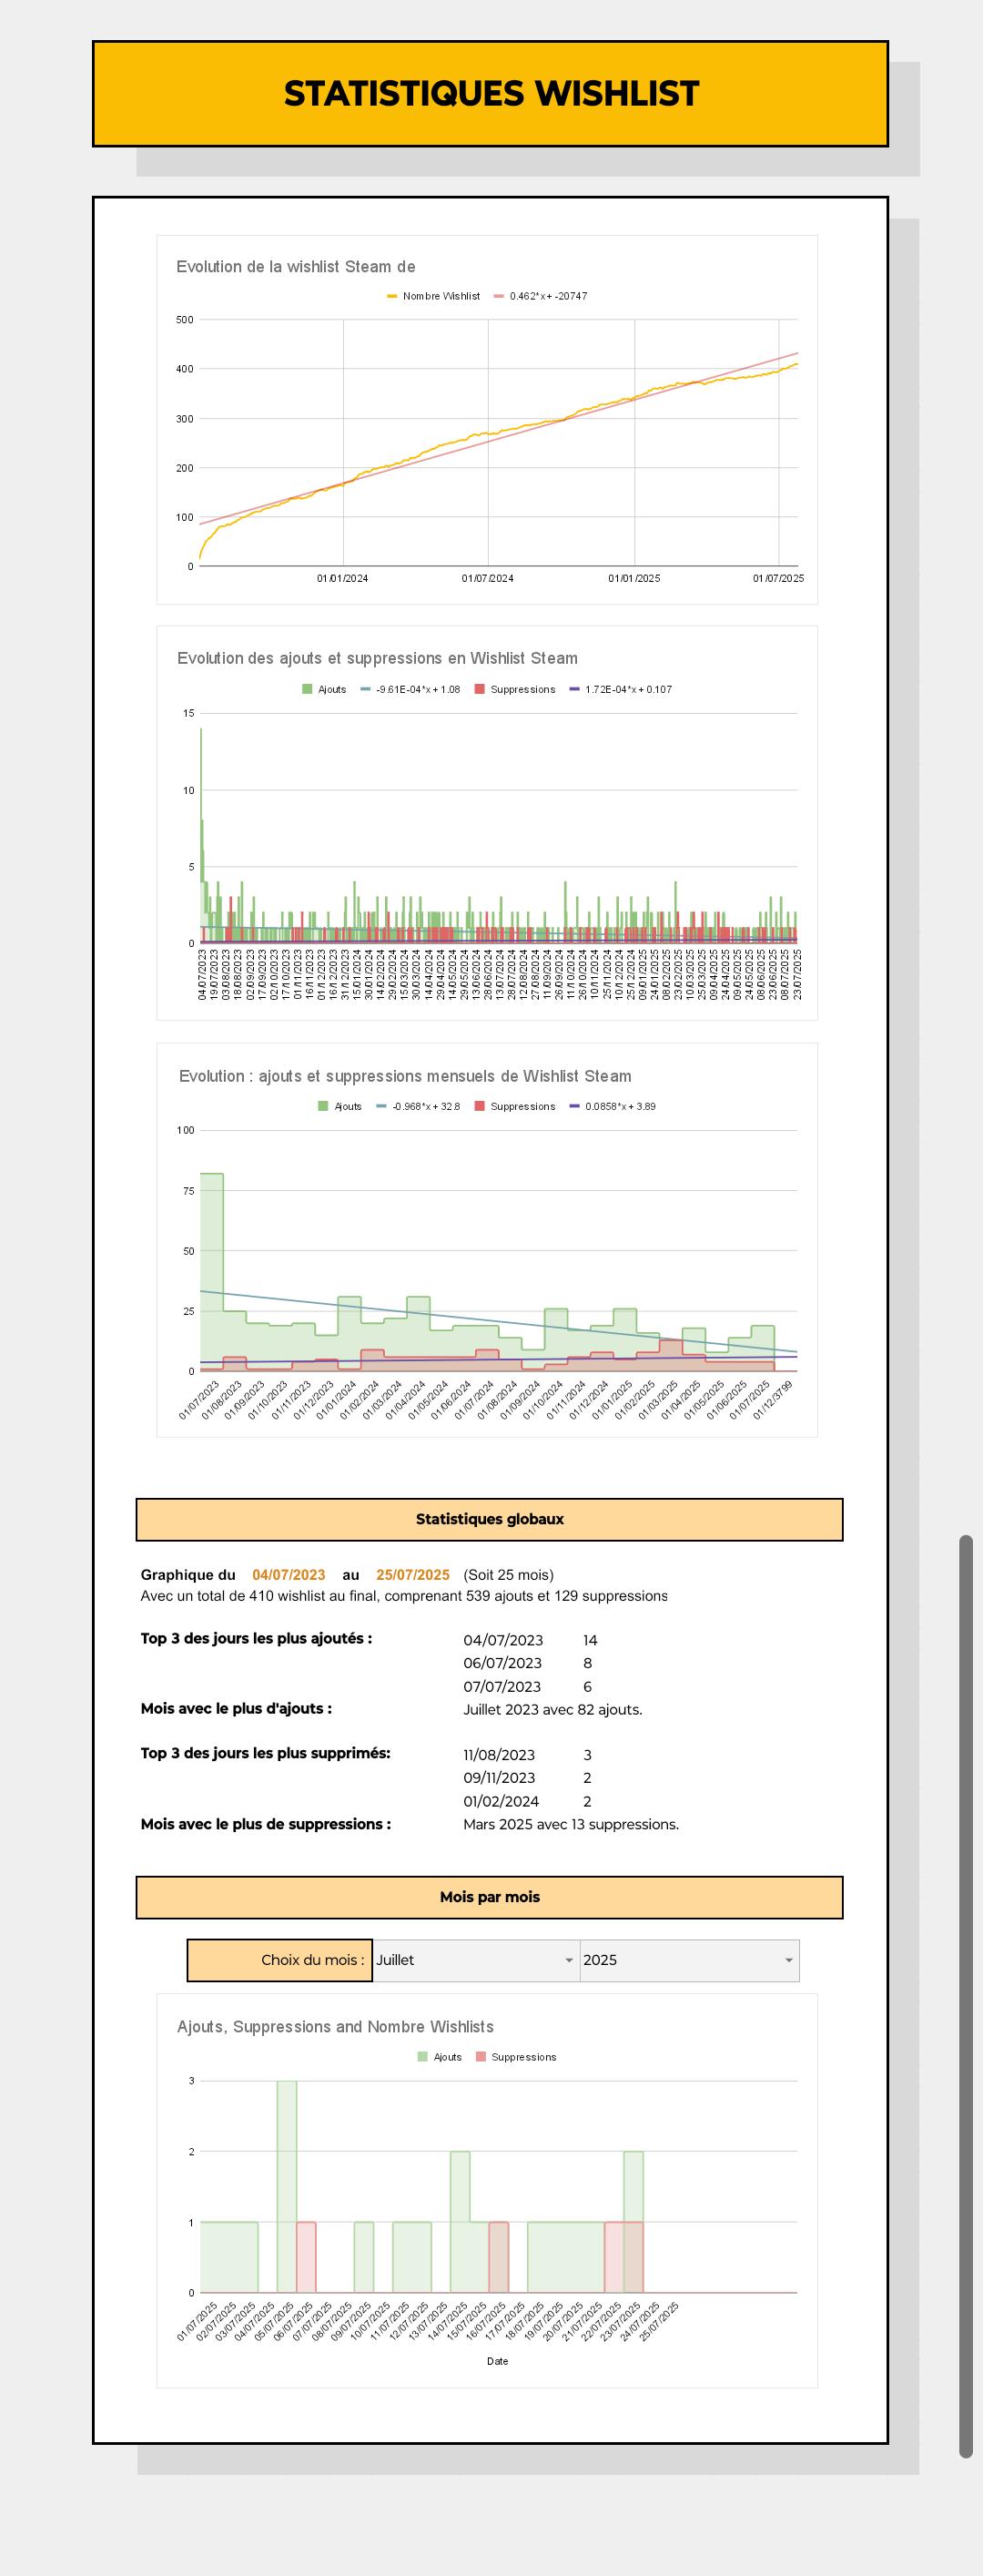 STATISTIQUES WISHLIST
Evolution de la wishlist Steam de
Nombre Wishlist 0.462*x + -20747
500
400
300
200
100
0
01/01/2024 01/07/2024 01/01/2025 01/07/2025
Evolution des ajouts et suppressions en Wishlist Steam
Ajouts -9.61E-04*x + 1.08 Suppressions 1.72E-04*x + 0.107
15
10
5
0
04/07/2023 19/07/2023 03/08/2023 18/08/2023 02/09/2023 17/09/2023 02/10/2023 17/10/2023 01/11/2023 16/11/2023 01/12/2023 16/12/2023 31/12/2023 15/01/2024 30/01/2024 14/02/2024 29/02/2024 15/03/2024 30/03/2024 14/04/2024 29/04/2024 14/05/2024 29/05/2024 13/06/2024 28/06/2024 13/07/2024 28/07/2024 12/08/2024 27/08/2024 11/09/2024 26/09/2024 11/10/2024 26/10/2024 10/11/2024 25/11/2024 10/12/2024 25/12/2024 09/01/2025 24/01/2025 08/02/2025 23/02/2025 10/03/2025 25/03/2025 09/04/2025 24/04/2025 09/05/2025 24/05/2025 08/06/2025 23/06/2025 08/07/2025 23/07/2025
Evolution : ajouts et suppressions mensuels de Wishlist Steam
Ajouts -0.968*x + 32.8 Suppressions 0.0858*x + 3.89
100
75
50
25
0
01/07/2023 01/08/2023 01/09/2023 01/10/2023 01/11/2023 01/12/2023 01/01/2024 01/02/2024 01/03/2024 01/04/2024 01/05/2024 01/06/2024 01/07/2024 01/08/2024 01/09/2024 01/10/2024 01/11/2024 01/12/2024 01/01/2025 01/02/2025 01/03/2025 01/04/2025 01/05/2025 01/06/2025 01/07/2025 01/12/3799
Statistiques globaux
Graphique du 04/07/2023 au 25/07/2025 (Soit 25 mois)
Avec un total de 410 wishlist au final, comprenant 539 ajouts et 129 suppressions
Top 3 des jours les plus ajoutés : 04/07/2023 14
06/07/2023 8
07/07/2023 6
Mois avec le plus d'ajouts : Juillet 2023 avec 82 ajouts.
Top 3 des jours les plus supprimés: 11/08/2023 3
09/11/2023 2
01/02/2024 2
Mois avec le plus de suppressions : Mars 2025 avec 13 suppressions.
Mois par mois
Choix du mois : Juillet 2025
Ajouts, Suppressions and Nombre Wishlists
Ajouts Suppressions
3
2
1
0
01/07/2025 02/07/2025 03/07/2025 04/07/2025 05/07/2025 06/07/2025 07/07/2025 08/07/2025 09/07/2025 10/07/2025 11/07/2025 12/07/2025 13/07/2025 14/07/2025 15/07/2025 16/07/2025 17/07/2025 18/07/2025 19/07/2025 20/07/2025 21/07/2025 22/07/2025 23/07/2025 24/07/2025 25/07/2025
Date